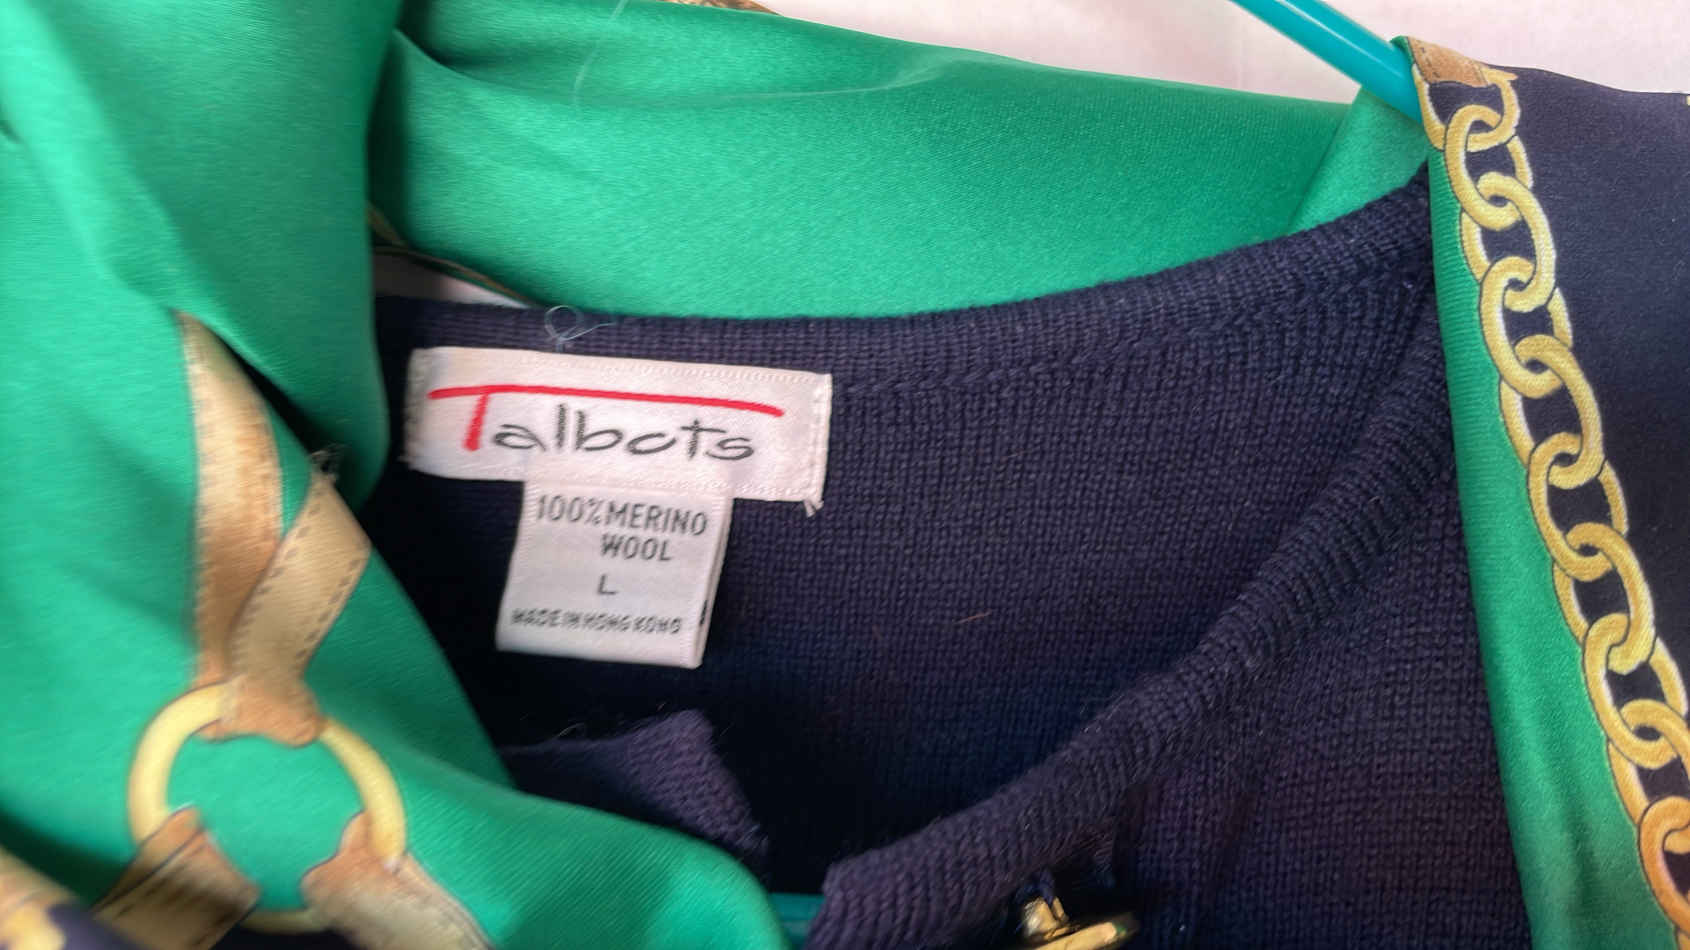 Talbots
100% MERINO
WOOL
L
MADE IN HONG KONG